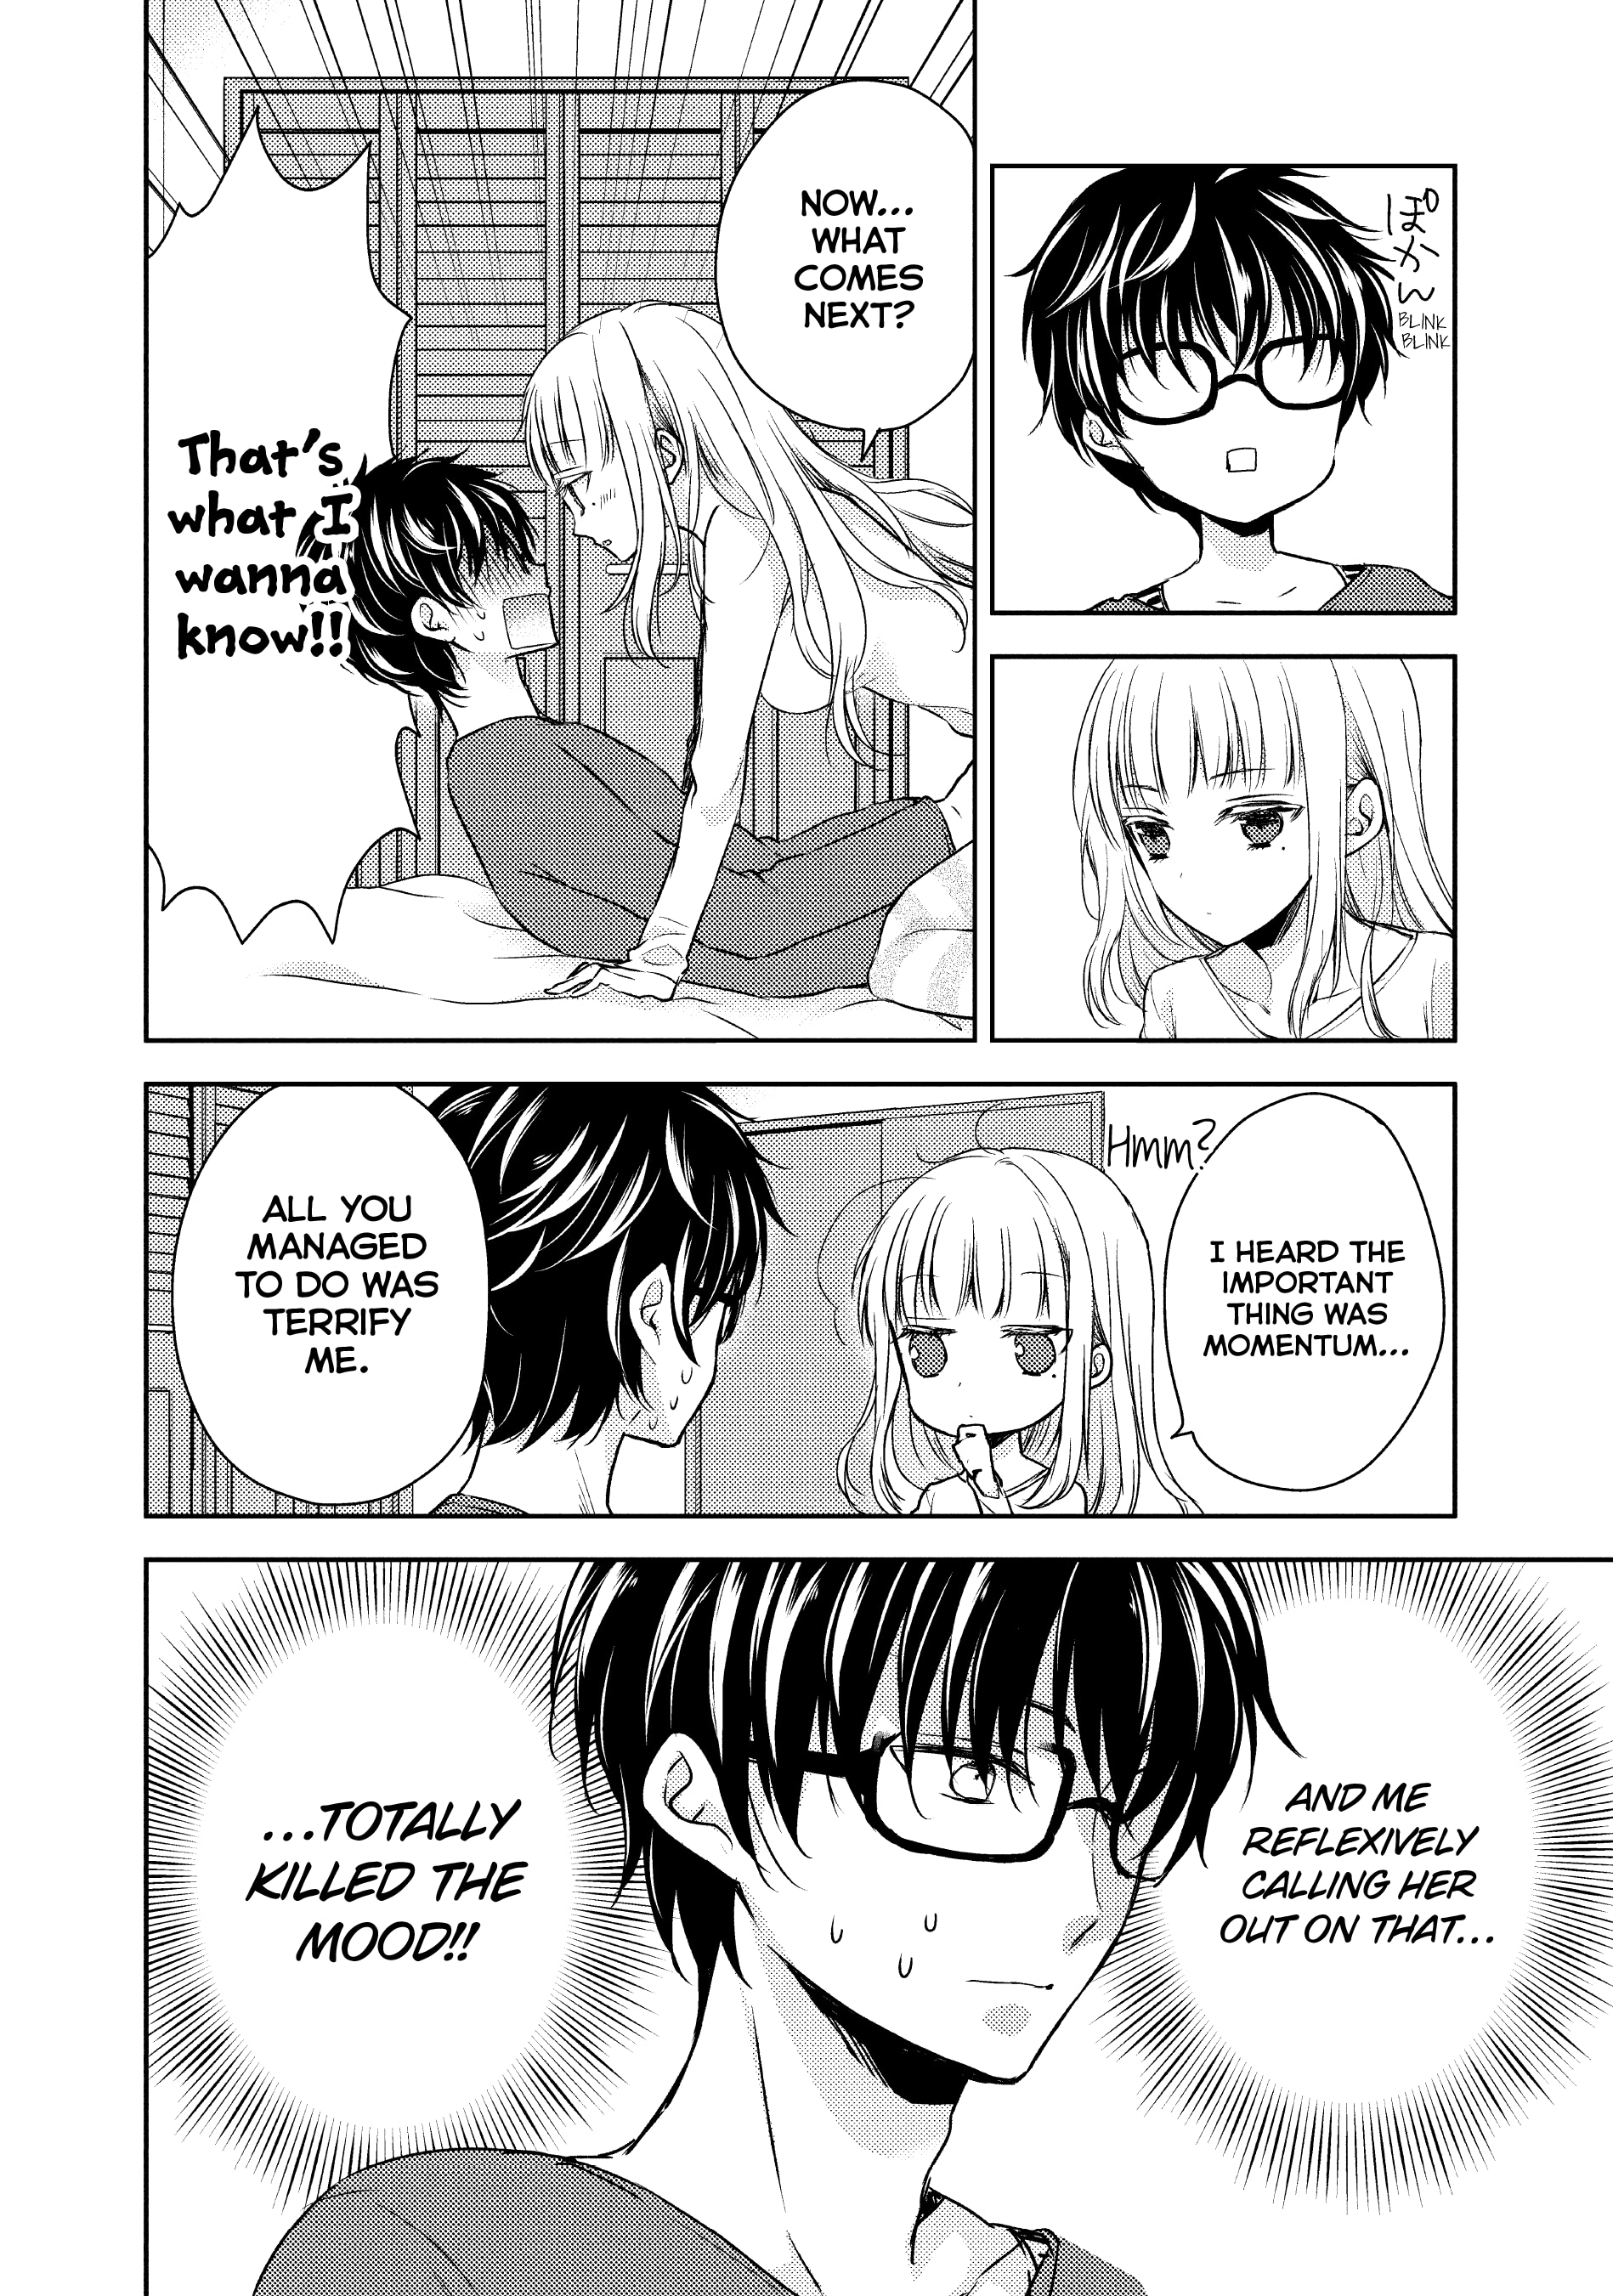 ぽかん
BLINK
BLINK
NOW...
WHAT
COMES
NEXT?
That's
what I
wanna
know!!
Hmm?
I HEARD THE
IMPORTANT
THING WAS
MOMENTUM...
ALL YOU
MANAGED
TO DO WAS
TERRIFY
ME.
AND ME
REFLEXIVELY
CALLING HER
OUT ON THAT...
...TOTALLY
KILLED THE
MOOD!!